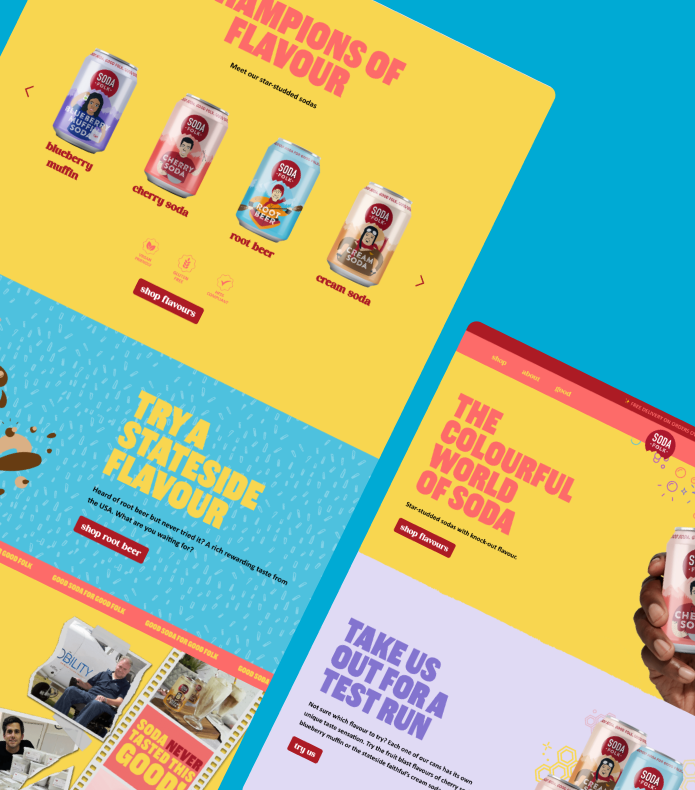 CHAMPIONS OF
FLAVOUR
Meet our star-studded sodas
SODA
FOLK
BLUEBERRY
MUFFIN
SODA
blueberry
muffin
SODA
FOLK
CHERRY
SODA
cherry soda
SODA
FOLK
ROOT
BEER
root beer
SODA
FOLK
CREAM
SODA
cream soda
shop flavours
TRY A
STATESIDE
FLAVOUR
Heard of root beer but never tried it? A rich rewarding taste from
the USA. What are you waiting for?
shop root beer
GOOD FOLK
GOOD SODA FOR GOOD FOLK
GOOD SODA FOR GOOD FOLK
GOOD SODA
OBILITY
SODA NEVER
TASTED THIS
GOOD
FREE DELIVERY ON ORDERS
shop
about
good
SODA
FOLK
THE
COLOURFUL
WORLD
OF SODA
Star-studded sodas with knock-out flavour.
shop flavours
TAKE US
OUT FOR A
TEST RUN
Not sure which flavour to try? Each one of our cans has its own
unique taste sensation. Try the fruit blast flavours of cherry
blueberry muffin or the stateside faithful's cream
try us
SODA
FOLK
SODA